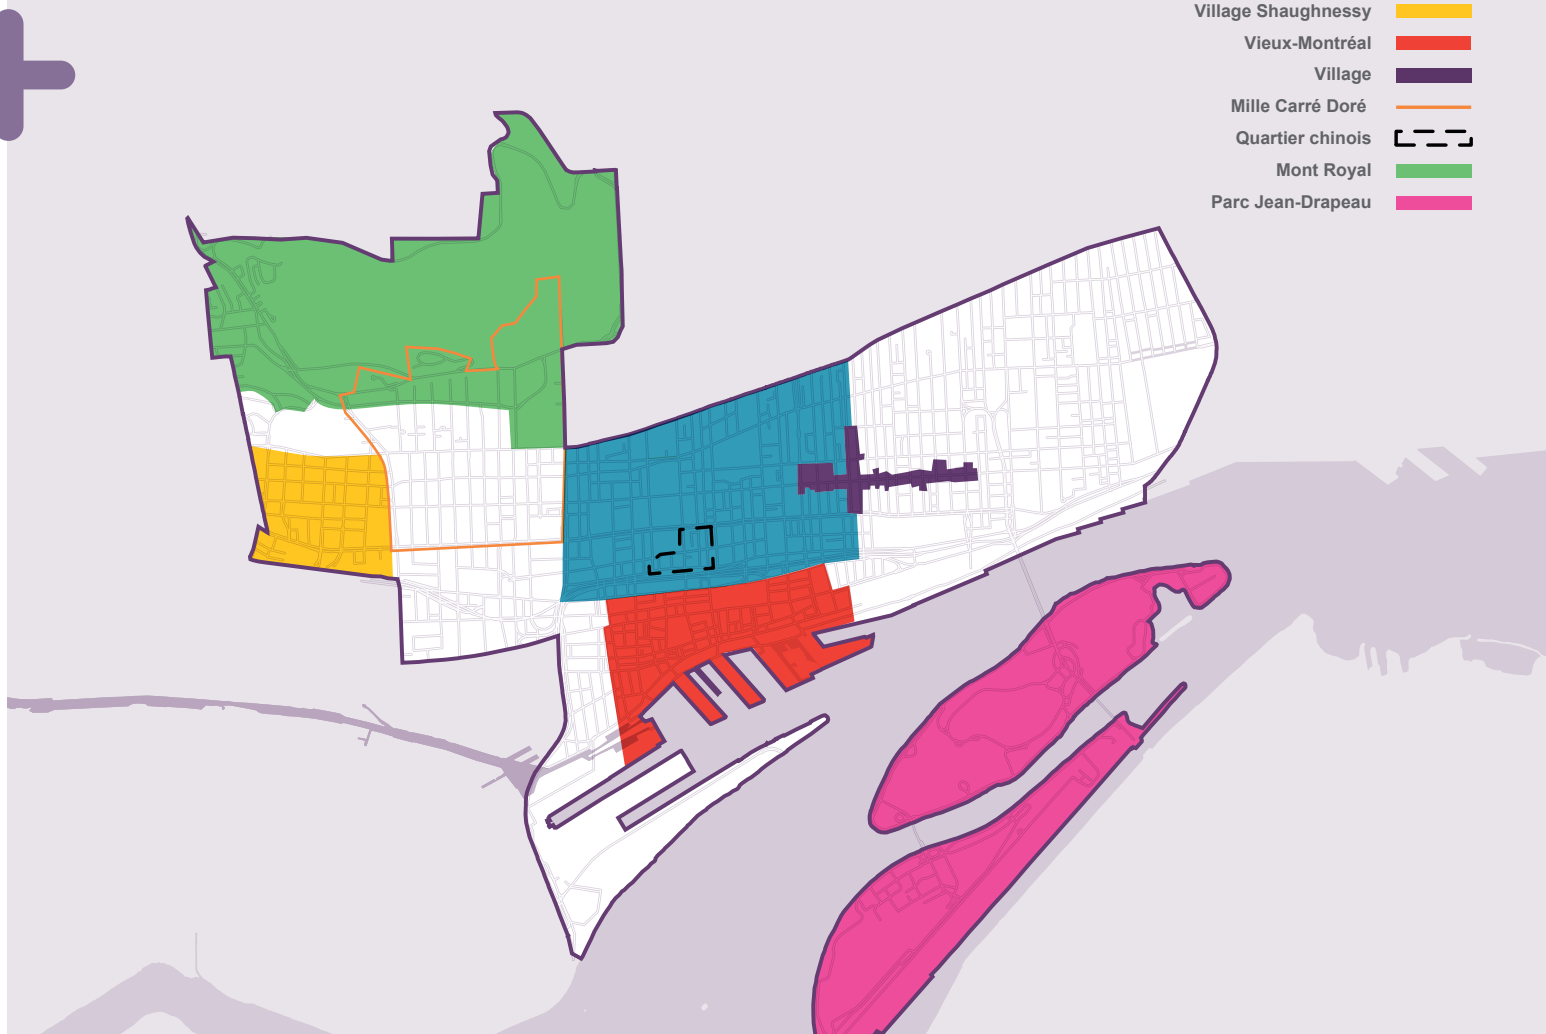 Village Shaughnessy
Vieux-Montréal
Village
Mille Carré Doré
Quartier chinois
Mont Royal
Parc Jean-Drapeau